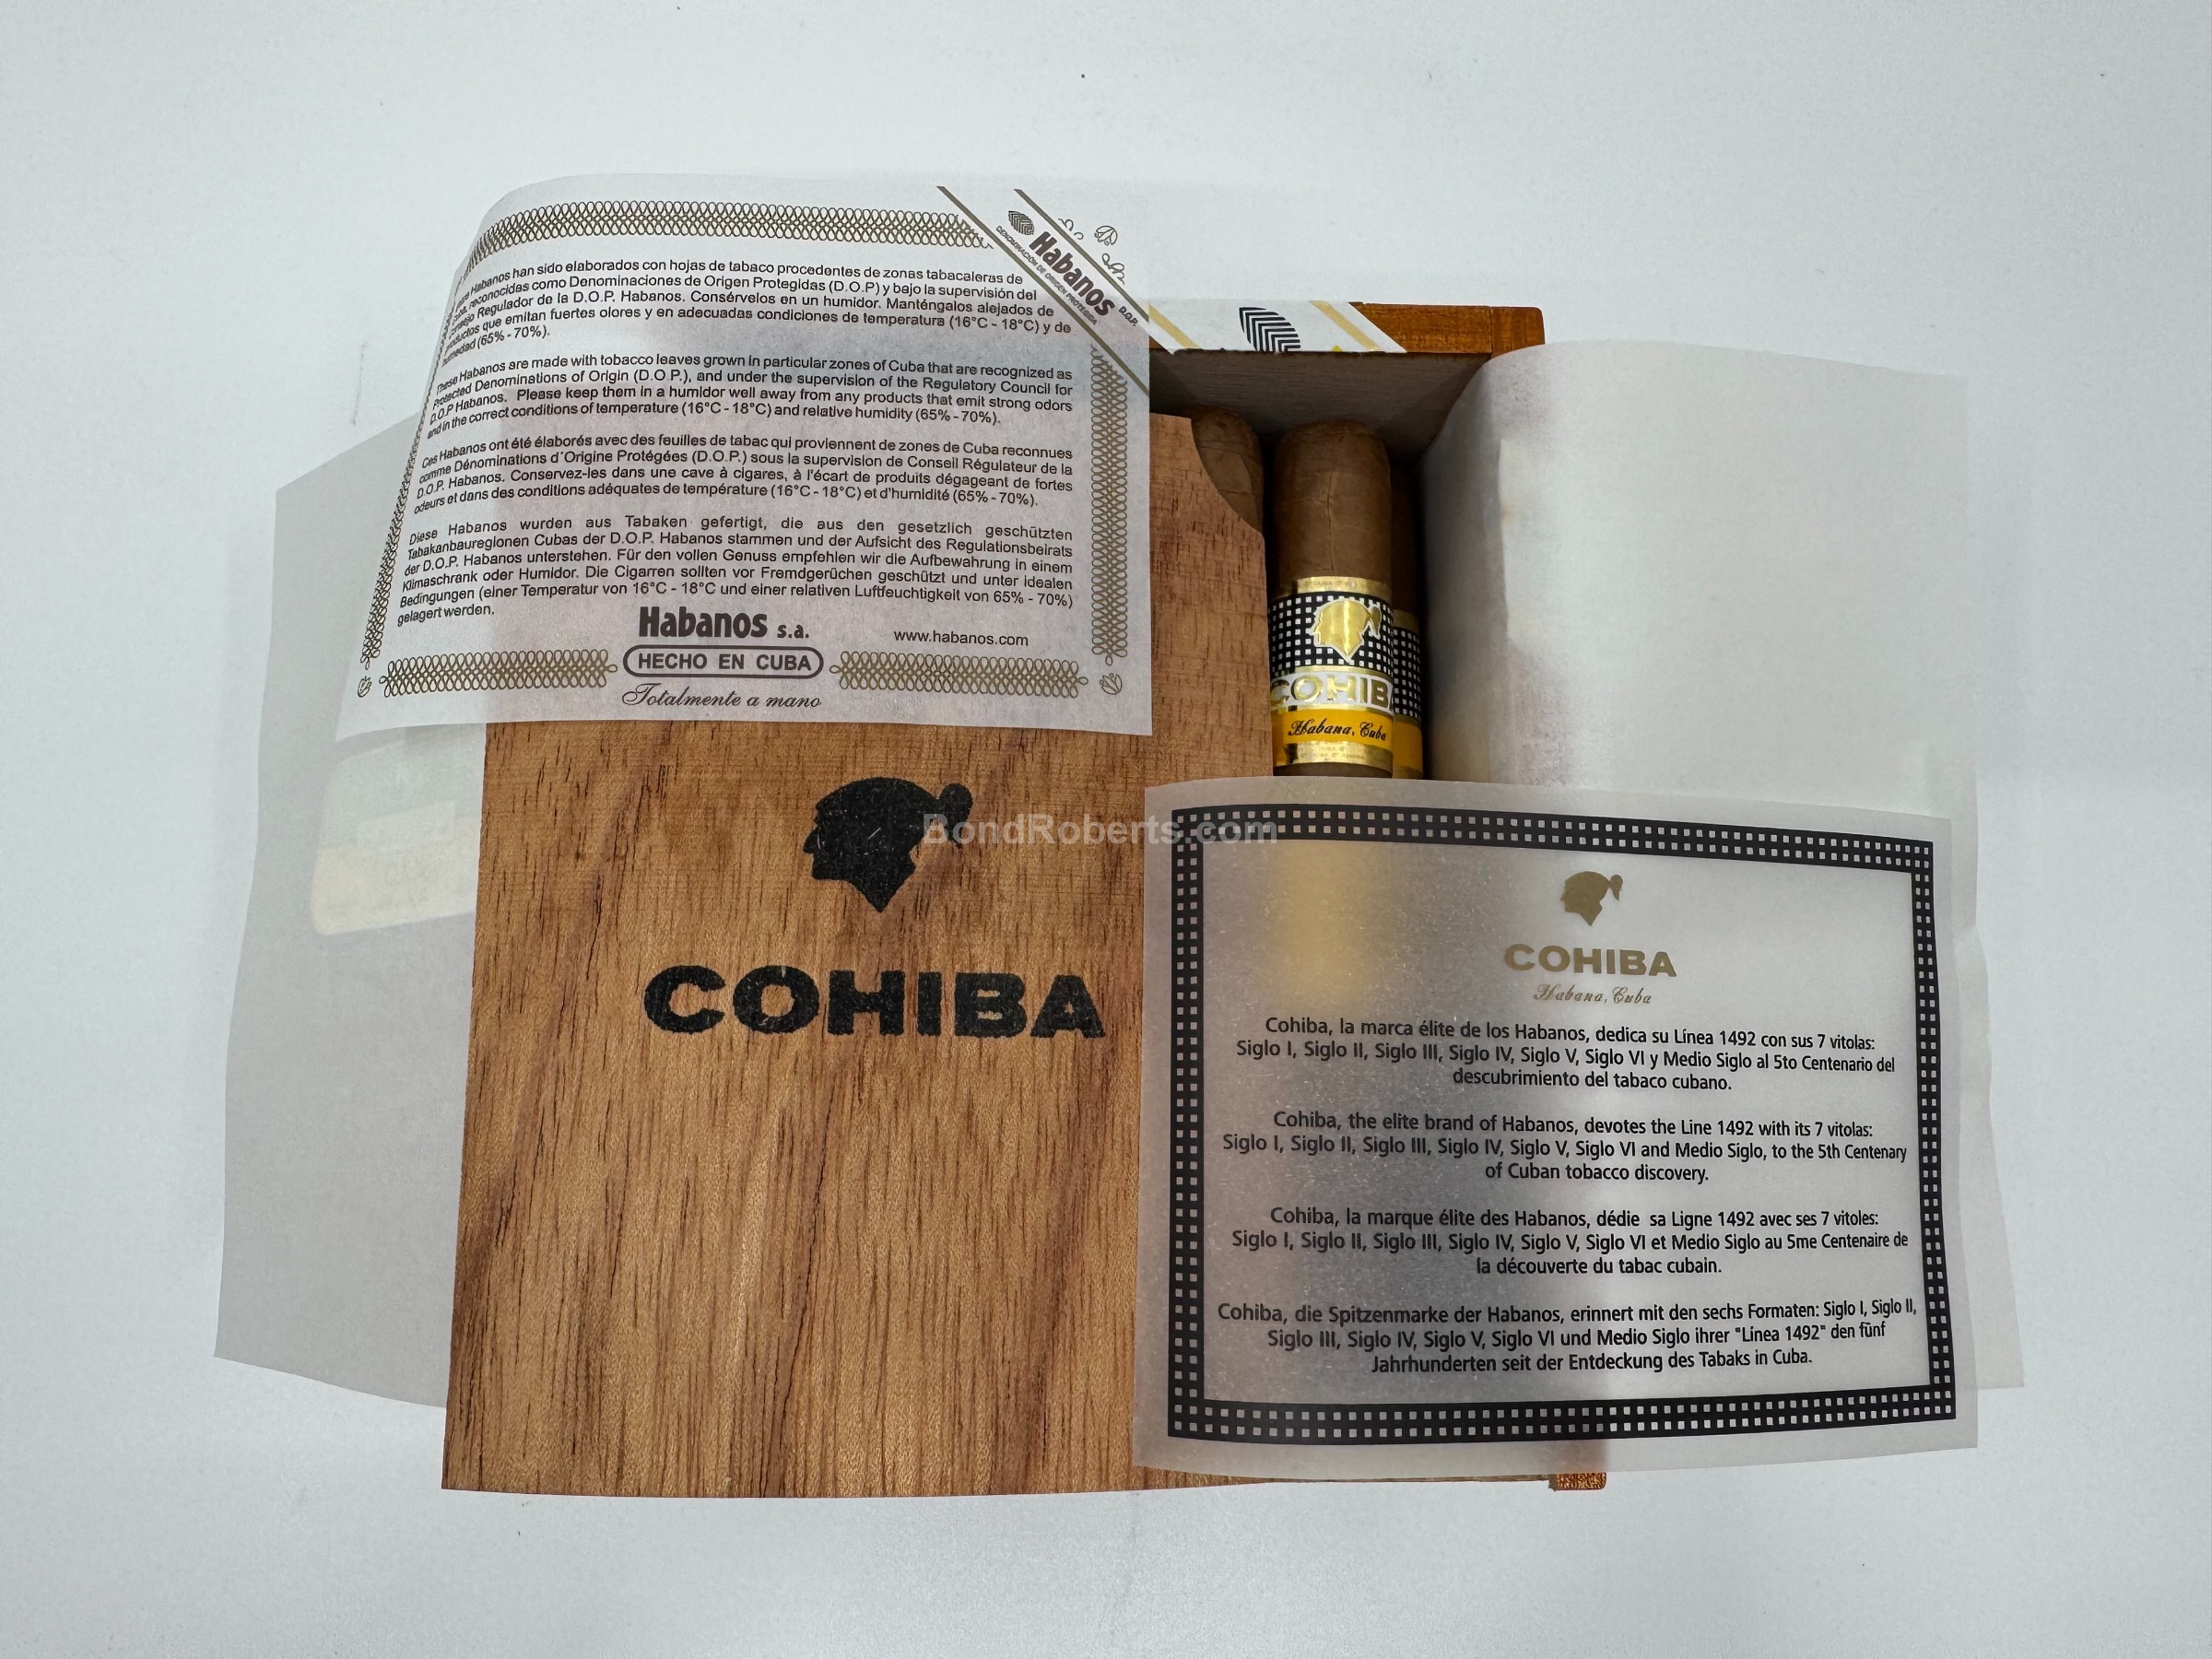 Habanos D.O.P.
DENOMINACIÓN DE ORIGEN PROTEGIDA
Habanos han sido elaborados con hojas de tabaco procedentes de zonas tabacaleras de
Cuba, reconocidas como Denominaciones de Origen Protegidas (D.O.P) y bajo la supervisión del
Consejo Regulador de la D.O.P. Habanos. Consérvelos en un humidor. Manténgalos alejados de
productos que emitan fuertes olores y en adecuadas condiciones de temperatura (16°C - 18°C) y de
humedad (65% - 70%).
These Habanos are made with tobacco leaves grown in particular zones of Cuba that are recognized as
Protected Denominations of Origin (D.O.P.), and under the supervision of the Regulatory Council for
D.O.P Habanos. Please keep them in a humidor well away from any products that emit strong odors
and in the correct conditions of temperature (16°C - 18°C) and relative humidity (65% - 70%).
Ces Habanos ont été élaborés avec des feuilles de tabac qui proviennent de zones de Cuba reconnues
comme Dénominations d'Origine Protégées (D.O.P.) sous la supervision de Conseil Régulateur de la
D.O.P. Habanos. Conservez-les dans une cave à cigares, à l'écart de produits dégageant de fortes
odeurs et dans des conditions adéquates de température (16°C - 18°C) et d'humidité (65% - 70%).
Diese Habanos wurden aus Tabaken gefertigt, die aus den gesetzlich geschützten
Tabakanbauregionen Cubas der D.O.P. Habanos stammen und der Aufsicht des Regulationsbeirats
der D.O.P. Habanos unterstehen. Für den vollen Genuss empfehlen wir die Aufbewahrung in einem
Klimaschrank oder Humidor. Die Cigarren sollten vor Fremdgerüchen geschützt und unter idealen
Bedingungen (einer Temperatur von 16°C - 18°C und einer relativen Luftfeuchtigkeit von 65% - 70%)
gelagert werden.
Habanos s.a.
www.habanos.com
HECHO EN CUBA
Totalmente a mano
COHIBA
Habana, Cuba
BondRoberts.com
COHIBA
COHIBA
Habana, Cuba
Cohiba, la marca élite de los Habanos, dedica su Línea 1492 con sus 7 vitolas:
Siglo I, Siglo II, Siglo III, Siglo IV, Siglo V, Siglo VI y Medio Siglo al 5to Centenario del
descubrimiento del tabaco cubano.
Cohiba, the elite brand of Habanos, devotes the Line 1492 with its 7 vitolas:
Siglo I, Siglo II, Siglo III, Siglo IV, Siglo V, Siglo VI and Medio Siglo, to the 5th Centenary
of Cuban tobacco discovery.
Cohiba, la marque élite des Habanos, dédie sa Ligne 1492 avec ses 7 vitoles:
Siglo I, Siglo II, Siglo III, Siglo IV, Siglo V, Siglo VI et Medio Siglo au 5me Centenaire de
la découverte du tabac cubain.
Cohiba, die Spitzenmarke der Habanos, erinnert mit den sechs Formaten: Siglo I, Siglo II,
Siglo III, Siglo IV, Siglo V, Siglo VI und Medio Siglo ihrer "Linea 1492" den fünf
Jahrhunderten seit der Entdeckung des Tabaks in Cuba.